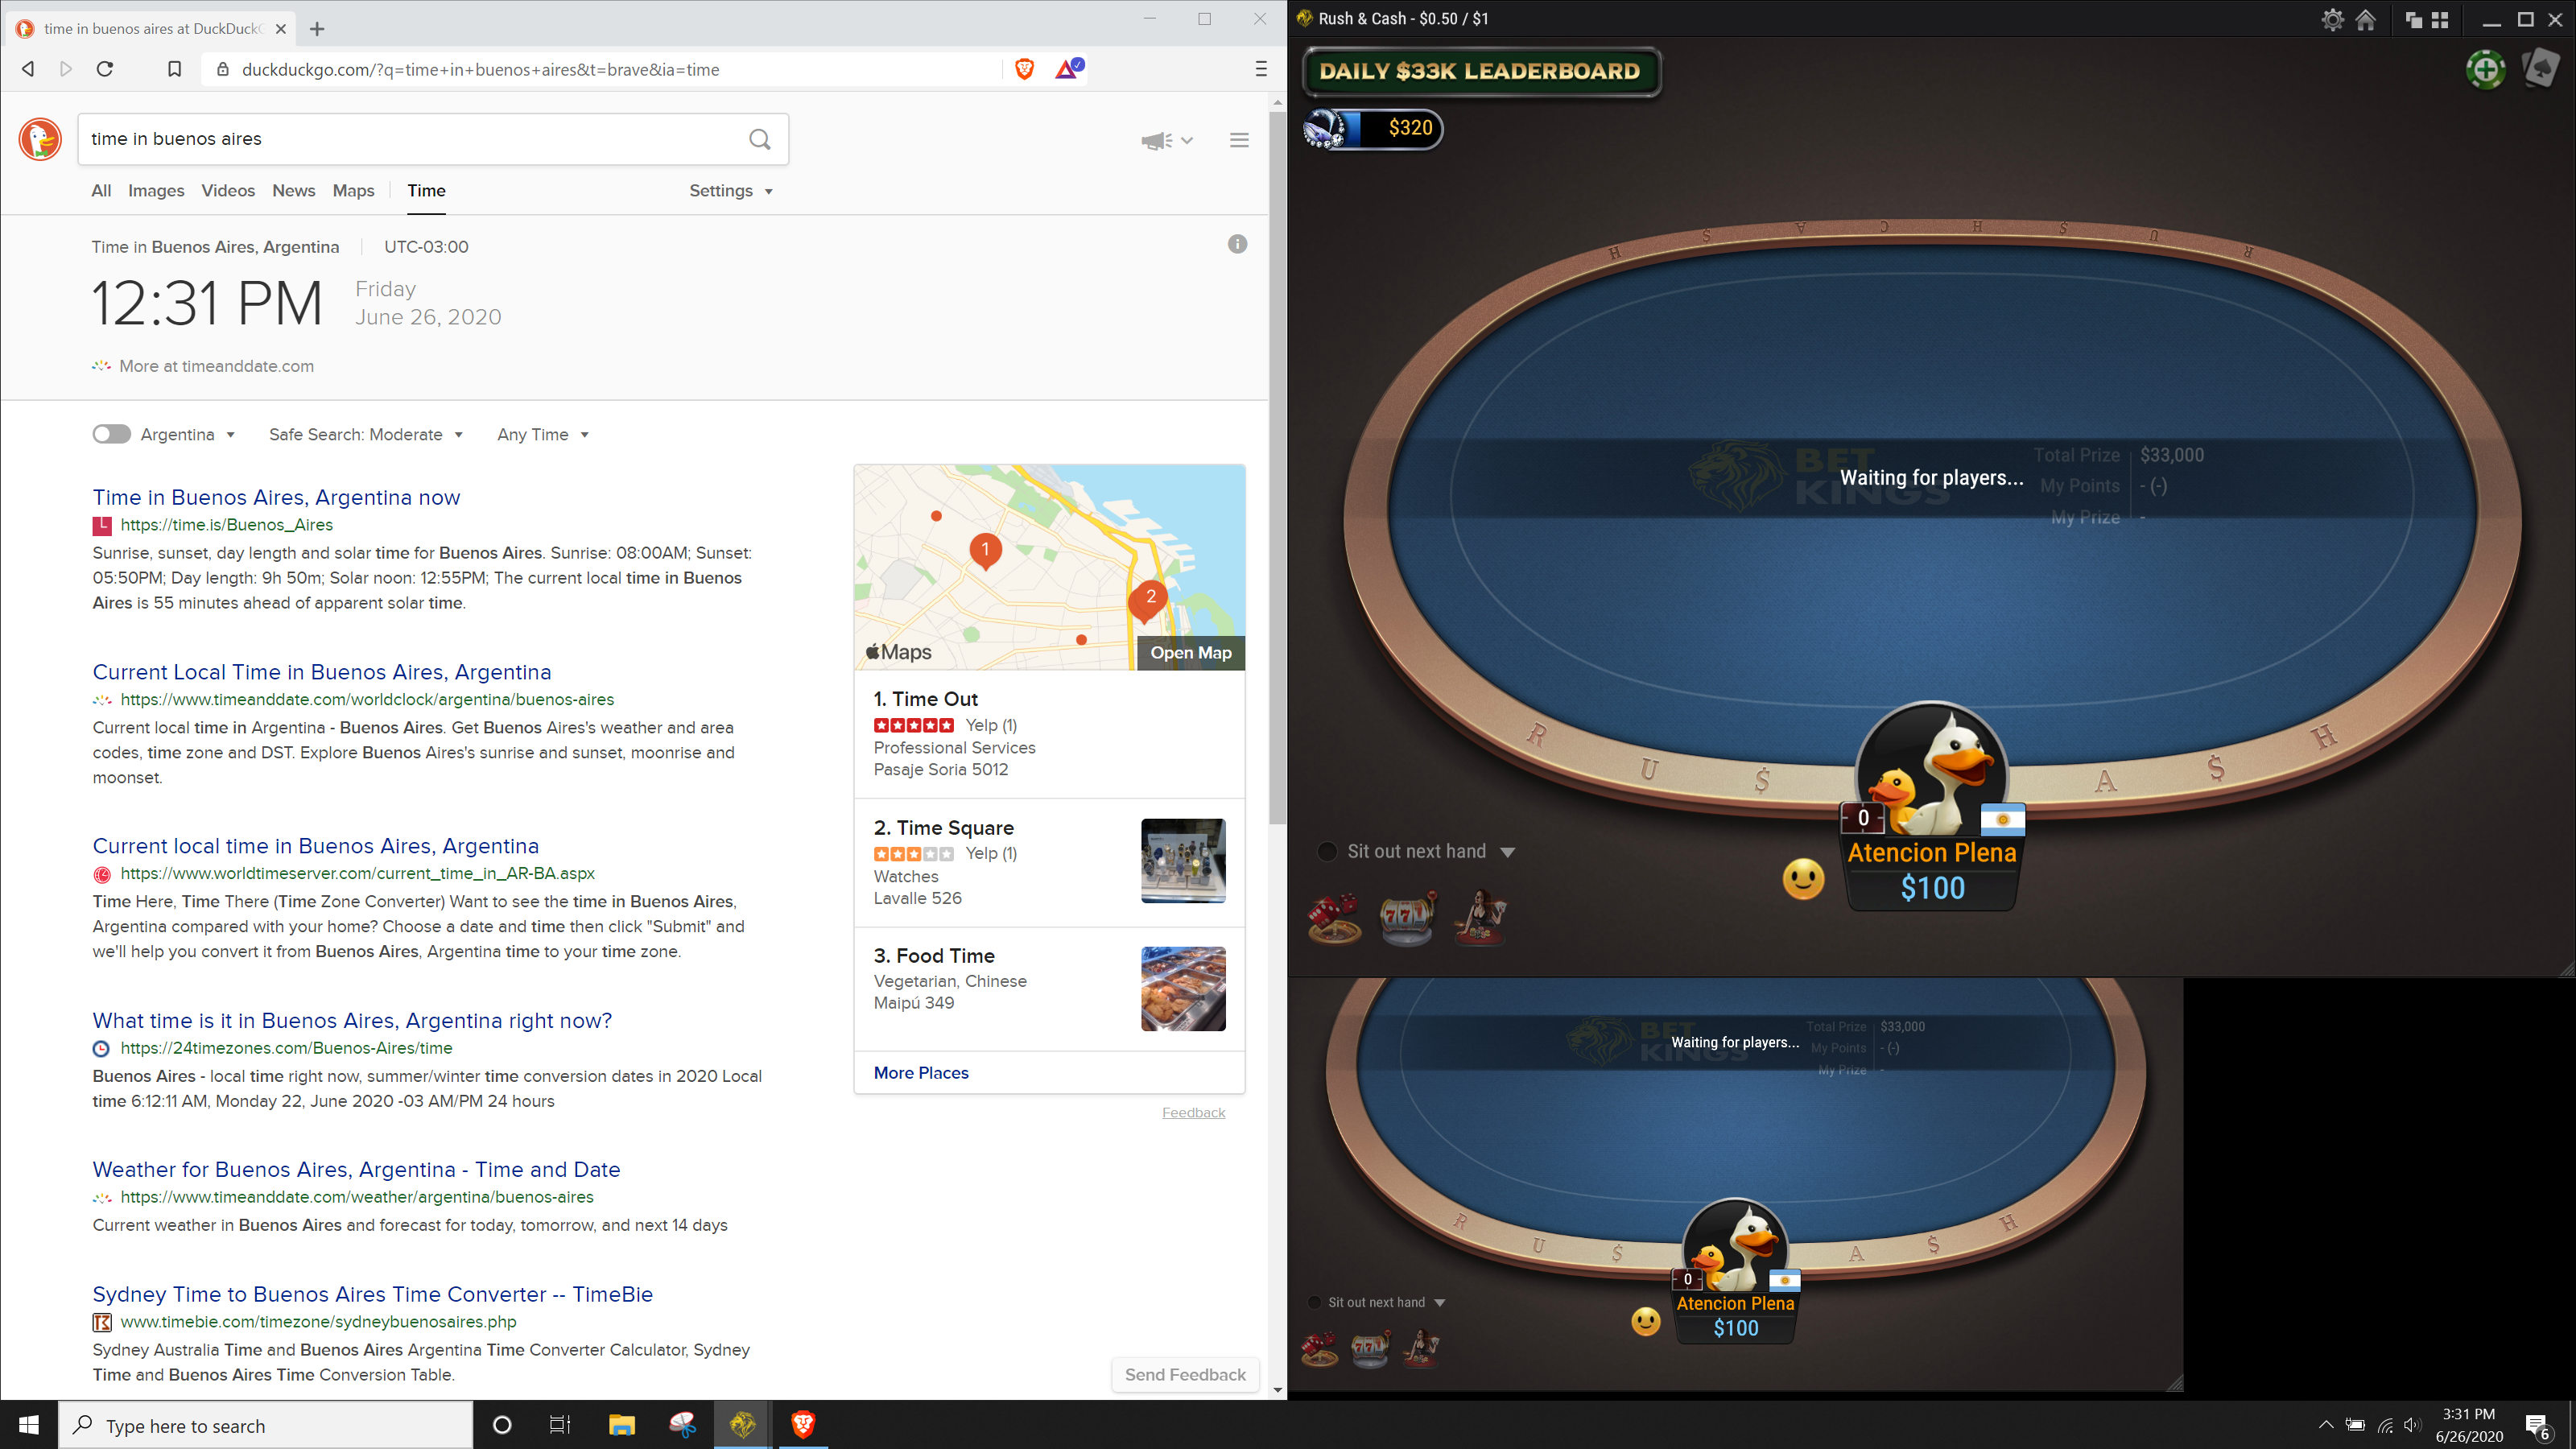 time in buenos aires at DuckDuckG
duckduckgo.com/?q=time+in+buenos+aires&t=brave&ia=time
time in buenos aires
All Images Videos News Maps Time Settings
Time in Buenos Aires, Argentina UTC-03:00
12:31 PM
Friday
June 26, 2020
More at timeanddate.com
Argentina Safe Search: Moderate Any Time
Time in Buenos Aires, Argentina now
https://time.is/Buenos_Aires
Sunrise, sunset, day length and solar time for Buenos Aires. Sunrise: 08:00AM; Sunset:
05:50PM; Day length: 9h 50m; Solar noon: 12:55PM; The current local time in Buenos
Aires is 55 minutes ahead of apparent solar time.
Current Local Time in Buenos Aires, Argentina
https://www.timeanddate.com/worldclock/argentina/buenos-aires
Current local time in Argentina - Buenos Aires. Get Buenos Aires's weather and area
codes, time zone and DST. Explore Buenos Aires's sunrise and sunset, moonrise and
moonset.
Current local time in Buenos Aires, Argentina
https://www.worldtimeserver.com/current_time_in_AR-BA.aspx
Time Here, Time There (Time Zone Converter) Want to see the time in Buenos Aires,
Argentina compared with your home? Choose a date and time then click "Submit" and
we'll help you convert it from Buenos Aires, Argentina time to your time zone.
What time is it in Buenos Aires, Argentina right now?
https://24timezones.com/Buenos-Aires/time
Buenos Aires - local time right now, summer/winter time conversion dates in 2020 Local
time 6:12:11 AM, Monday 22, June 2020 -03 AM/PM 24 hours
Weather for Buenos Aires, Argentina - Time and Date
https://www.timeanddate.com/weather/argentina/buenos-aires
Current weather in Buenos Aires and forecast for today, tomorrow, and next 14 days
Sydney Time to Buenos Aires Time Converter -- TimeBie
www.timebie.com/timezone/sydneybuenosaires.php
Sydney Australia Time and Buenos Aires Argentina Time Converter Calculator, Sydney
Time and Buenos Aires Time Conversion Table.
1
2
Maps
Open Map
1. Time Out
Yelp (1)
Professional Services
Pasaje Soria 5012
2. Time Square
Yelp (1)
Watches
Lavalle 526
3. Food Time
Vegetarian, Chinese
Maipú 349
More Places
Feedback
Send Feedback
Rush & Cash - $0.50 / $1
DAILY $33K LEADERBOARD
$320
R U $ H C A $ H
BET
KINGS
Waiting for players...
Total Prize $33,000
My Points - (-)
My Prize -
R U $ A $ H
0
Atencion Plena
$100
Sit out next hand
777
BET
KINGS
Waiting for players...
Total Prize $33,000
My Points - (-)
My Prize -
R U $ A $ H
0
Atencion Plena
$100
Sit out next hand
777
Type here to search
3:31 PM
6/26/2020
6